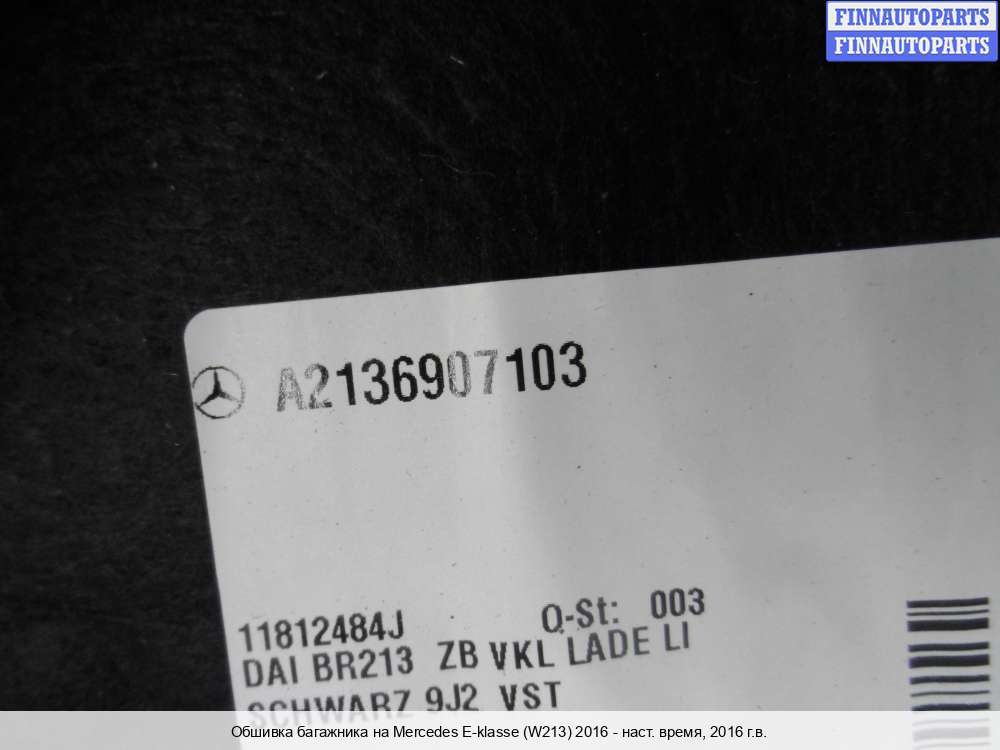 FINNAUTOPARTS
FINNAUTOPARTS
A2136907103
11812484J Q-St: 003
DAI BR213 ZB VKL LADE LI
SCHWARZ 9J2 VST
Обшивка багажника на Mercedes E-klasse (W213) 2016 - наст. время, 2016 г.в.